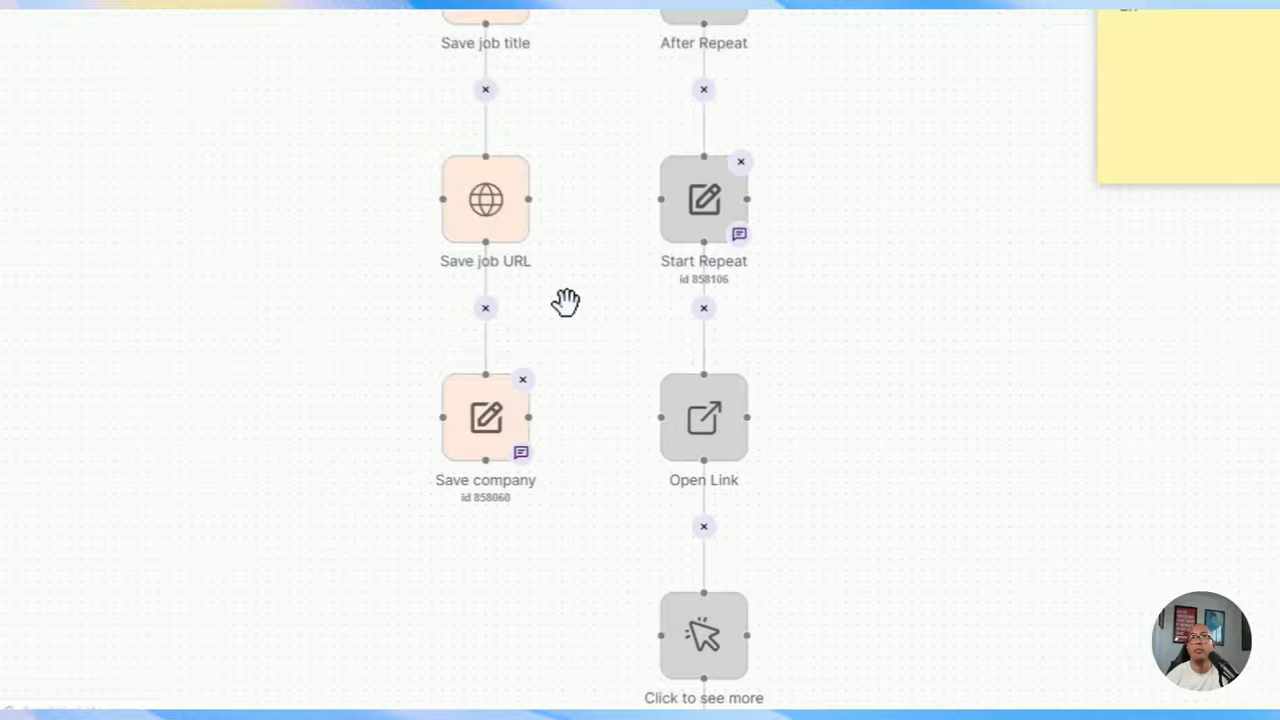 Save job title
After Repeat
Save job URL
Start Repeat
id 858106
Save company
id 858060
Open Link
Click to see more